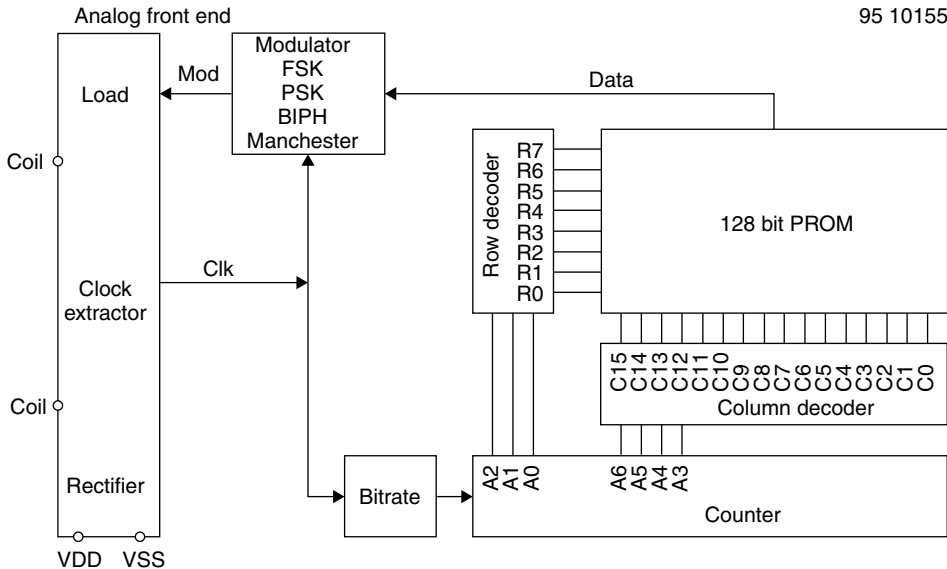 Analog front end
95 10155
Load
Mod
Modulator
FSK
PSK
BIPH
Manchester
Data
Coil
Row decoder
R7
R6
R5
R4
R3
R2
R1
R0
128 bit PROM
Clk
Clock
extractor
C15 C14 C13 C12 C11 C10 C9 C8 C7 C6 C5 C4 C3 C2 C1 C0
Column decoder
Coil
A2 A1 A0
A6 A5 A4 A3
Rectifier
Bitrate
Counter
VDD VSS